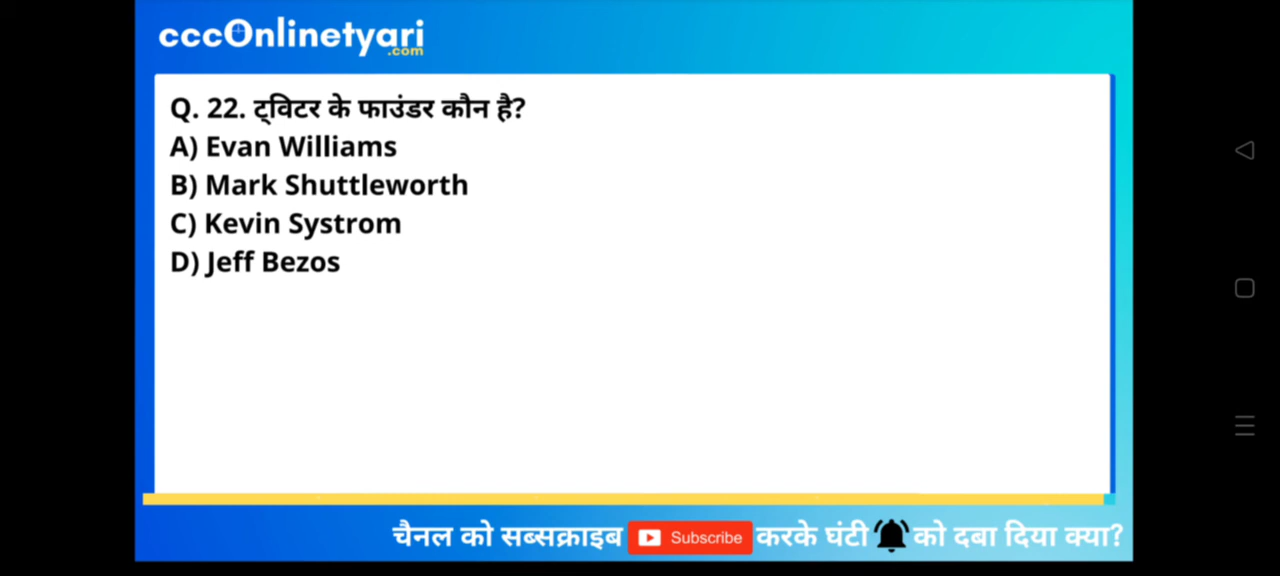 cccOnlinetyari
.com
Q. 22. ट्विटर के फाउंडर कौन है?
A) Evan Williams
B) Mark Shuttleworth
C) Kevin Systrom
D) Jeff Bezos
चैनल को सब्सक्राइब Subscribe करके घंटी को दबा दिया क्या?